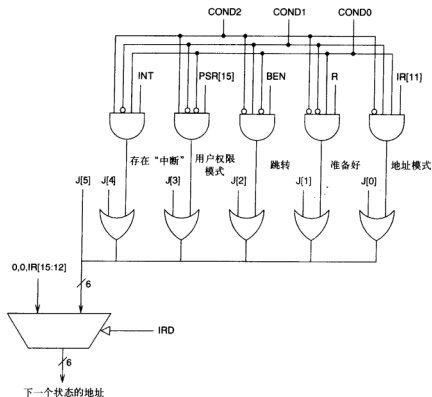 COND2 COND1 COND0
INT PSR[15] BEN R IR[11]
存在“中断” 用户权限模式 跳转 准备好 地址模式
J[5] J[4] J[3] J[2] J[1] J[0]
0,0,IR[15:12]
6
IRD
6
下一个状态的地址